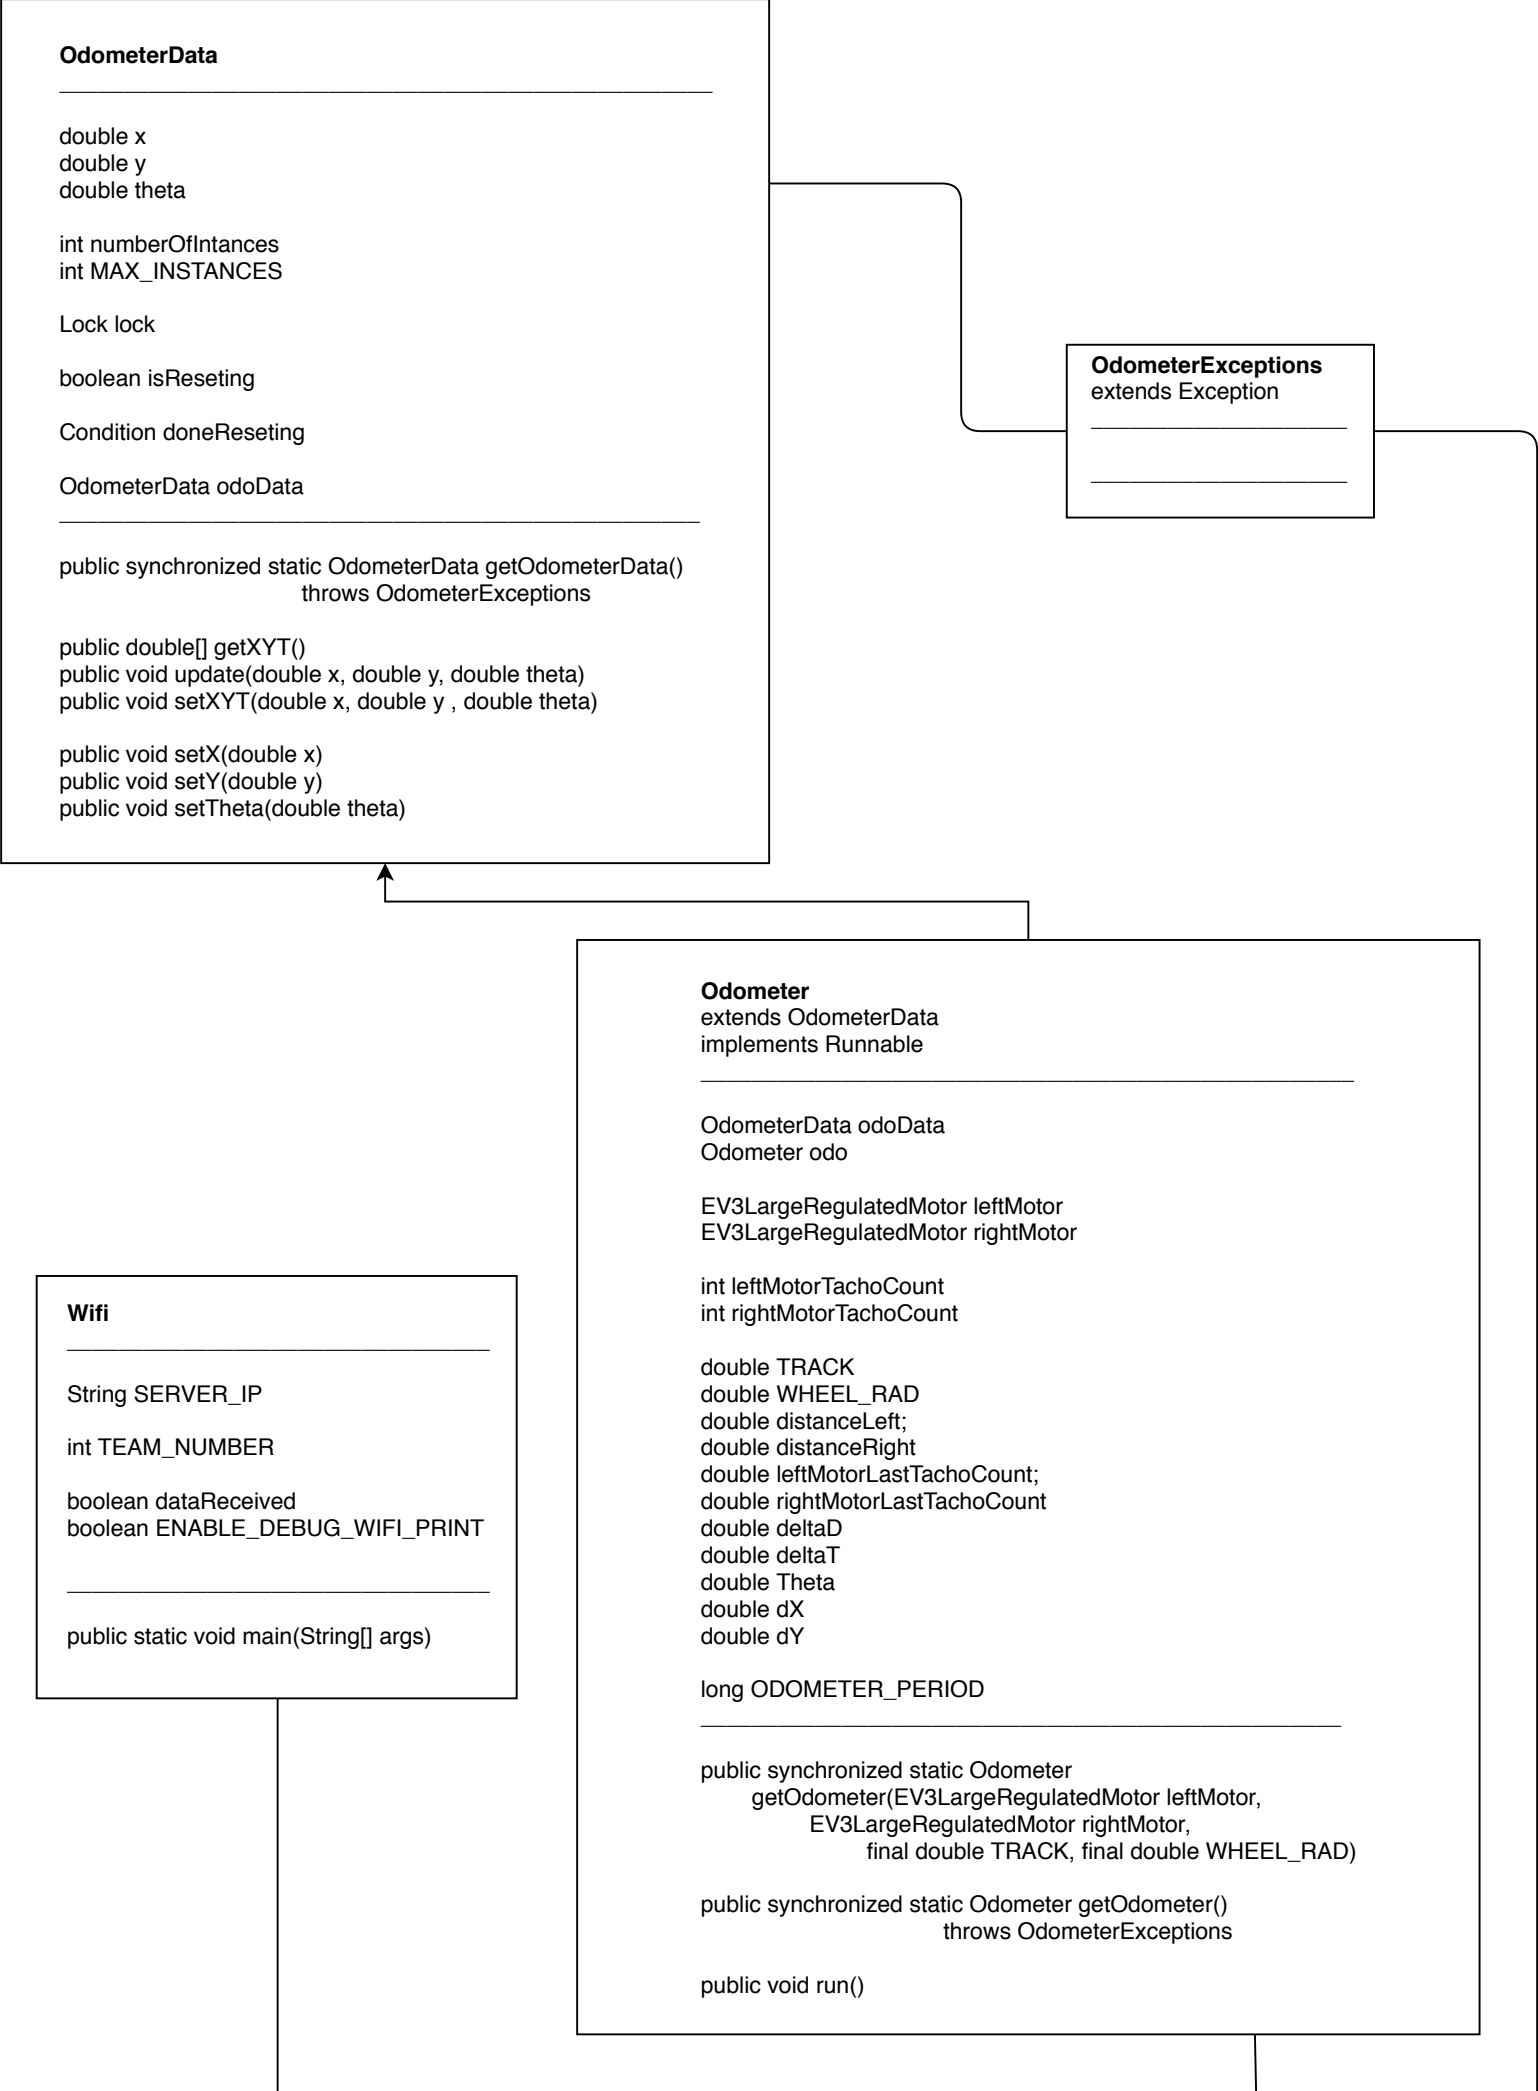 OdometerData
double x
double y
double theta
int numberOfIntances
int MAX_INSTANCES
Lock lock
boolean isReseting
Condition doneReseting
OdometerData odoData
public synchronized static OdometerData getOdometerData()
throws OdometerExceptions
public double[] getXYT()
public void update(double x, double y, double theta)
public void setXYT(double x, double y , double theta)
public void setX(double x)
public void setY(double y)
public void setTheta(double theta)
OdometerExceptions
extends Exception
Odometer
extends OdometerData
implements Runnable
OdometerData odoData
Odometer odo
EV3LargeRegulatedMotor leftMotor
EV3LargeRegulatedMotor rightMotor
int leftMotorTachoCount
int rightMotorTachoCount
double TRACK
double WHEEL_RAD
double distanceLeft;
double distanceRight
double leftMotorLastTachoCount;
double rightMotorLastTachoCount
double deltaD
double deltaT
double Theta
double dX
double dY
long ODOMETER_PERIOD
public synchronized static Odometer
getOdometer(EV3LargeRegulatedMotor leftMotor,
EV3LargeRegulatedMotor rightMotor,
final double TRACK, final double WHEEL_RAD)
public synchronized static Odometer getOdometer()
throws OdometerExceptions
public void run()
Wifi
String SERVER_IP
int TEAM_NUMBER
boolean dataReceived
boolean ENABLE_DEBUG_WIFI_PRINT
public static void main(String[] args)